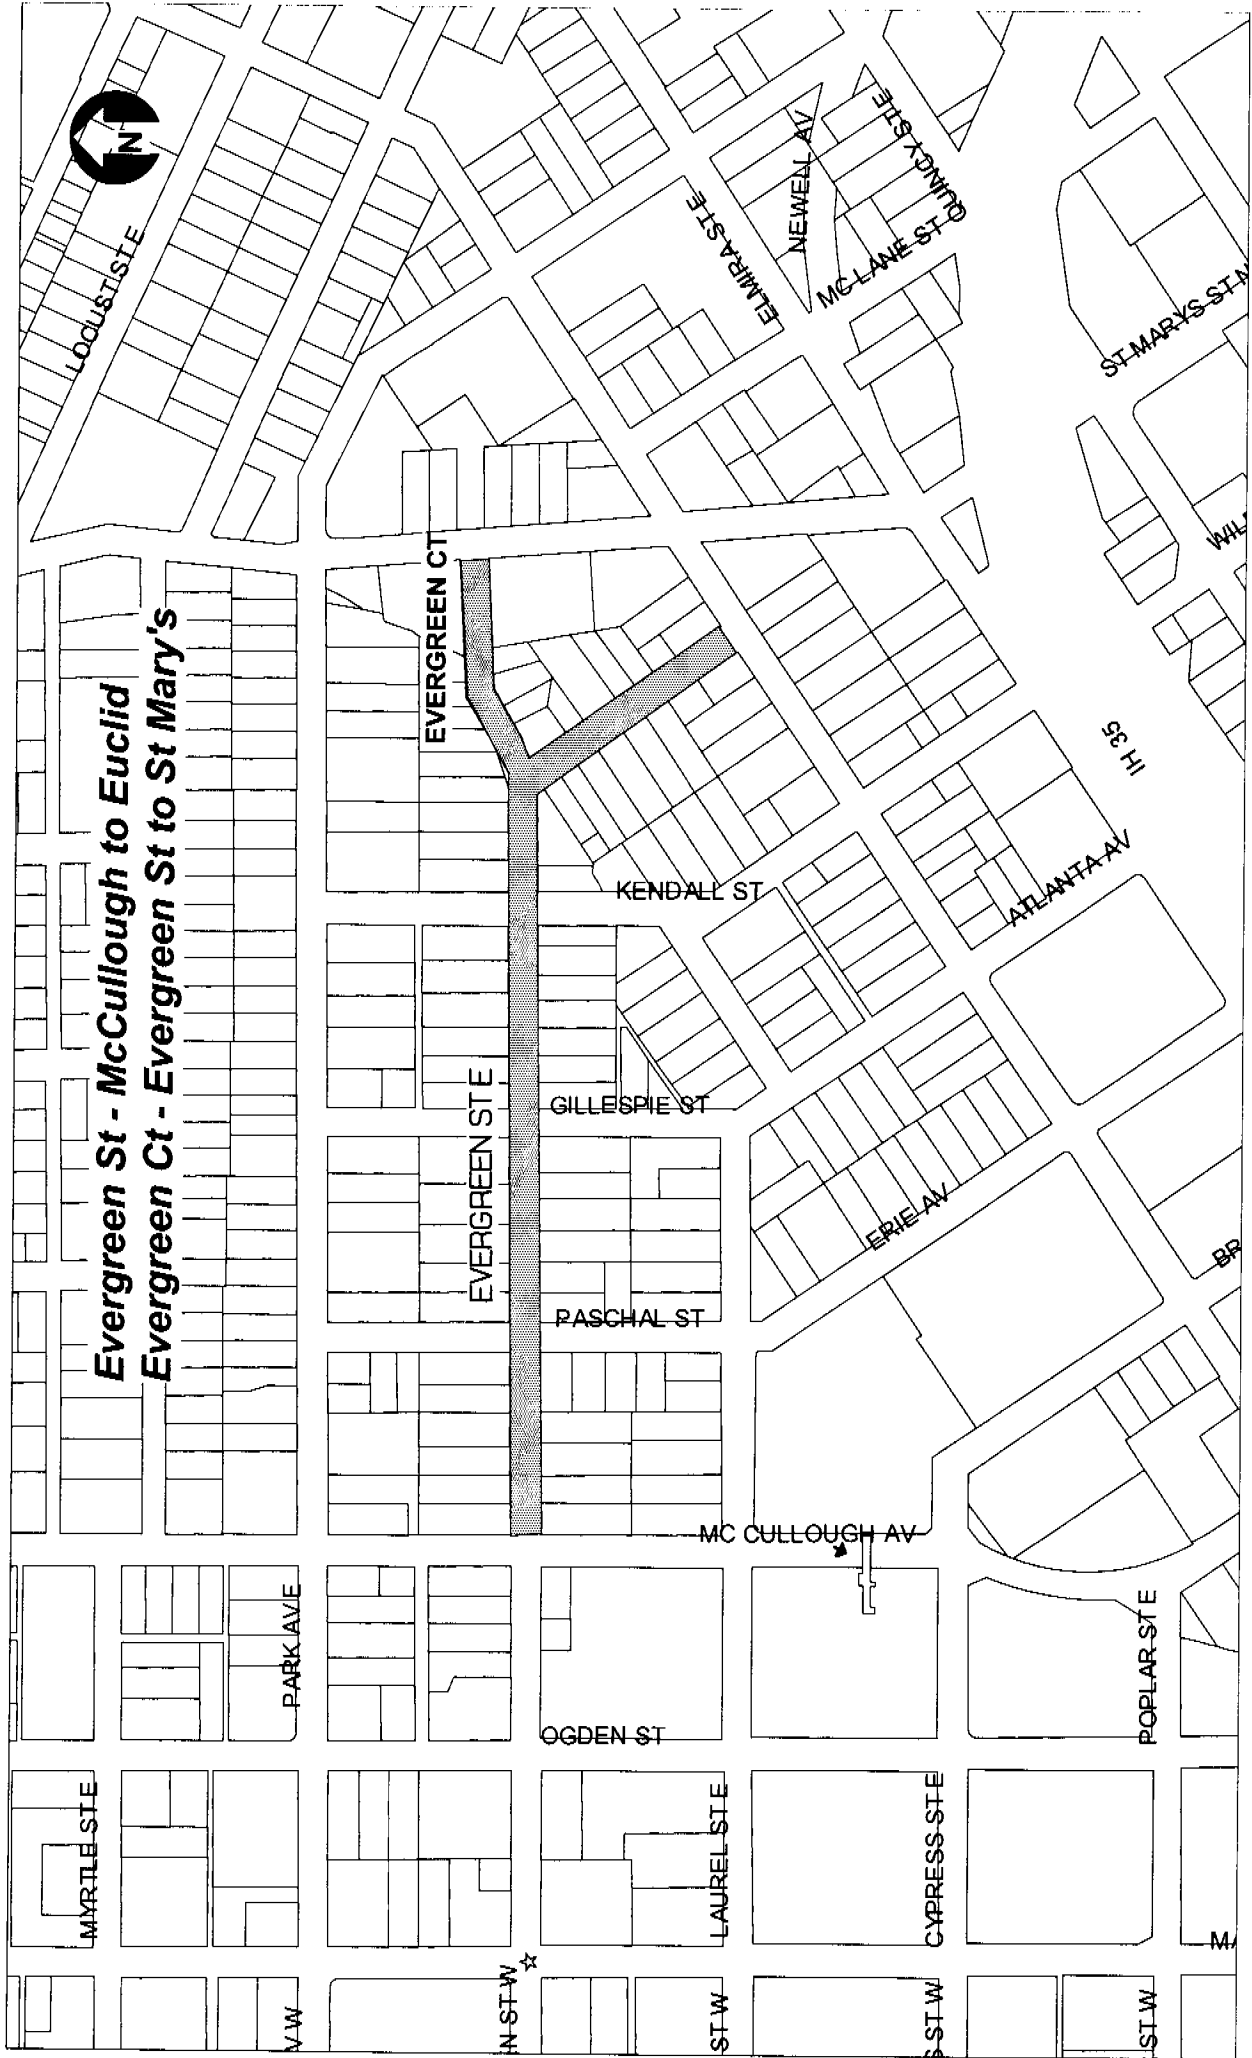 Evergreen St - McCullough to Euclid
Evergreen Ct - Evergreen St to St Mary's
N
LOCUST ST E
ELMIRA ST E
NEWELL AV
QUINCY ST E
MC LANE ST
ST MARYS ST N
EVERGREEN CT
IH 35
KENDALL ST
ATLANTA AV
EVERGREEN ST E
GILLESPIE ST
ERIE AV
PASCHAL ST
MC CULLOUGH AV
PARK AVE
POPLAR ST E
OGDEN ST
MYRTLE ST E
LAUREL ST E
CYPRESS ST E
V W
N ST W
ST W
S ST W
ST W